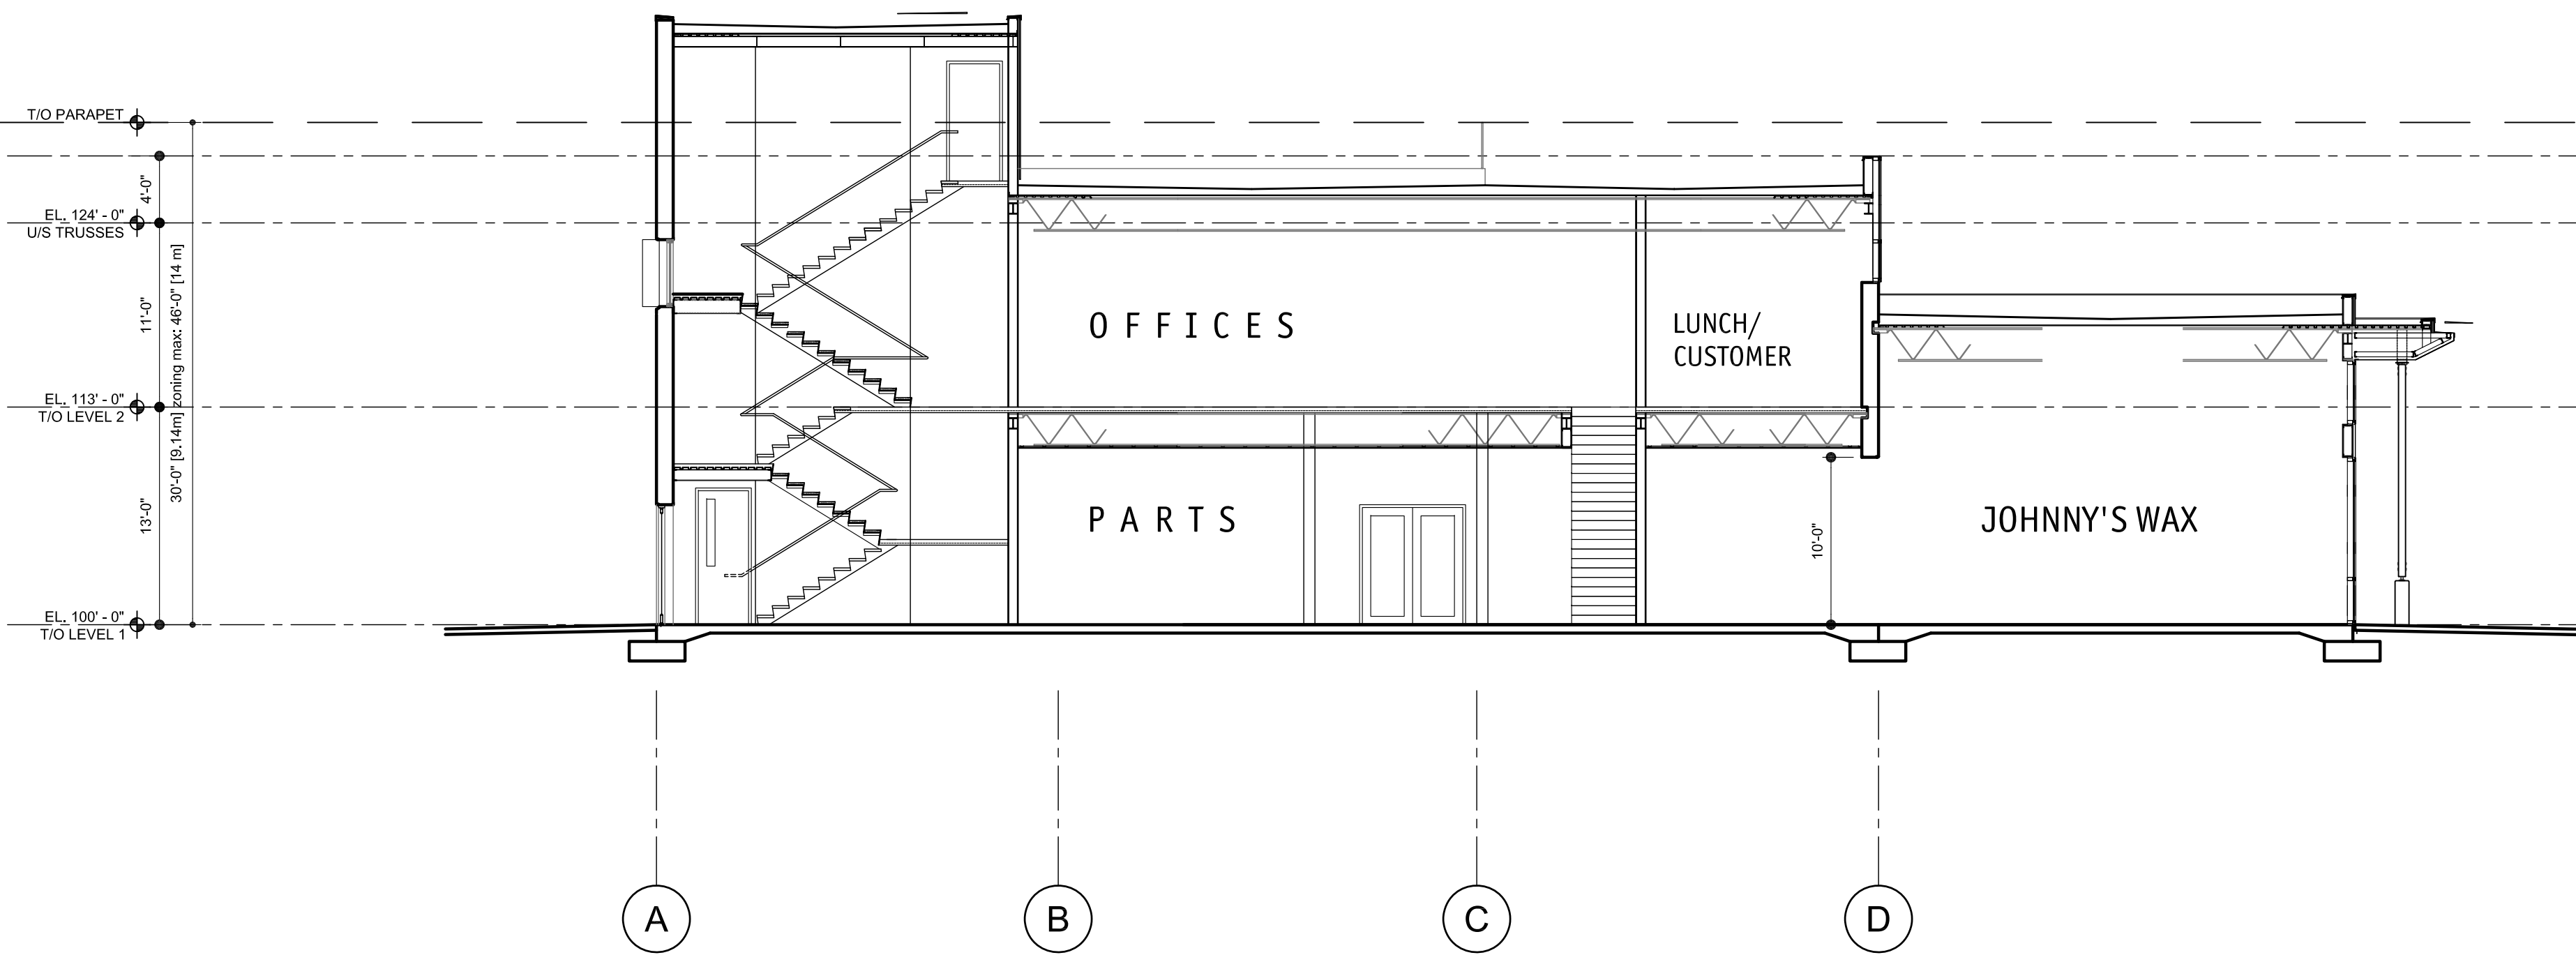 T/O PARAPET
4'-0"
EL. 124' - 0"
U/S TRUSSES
11'-0"
30'-0" [9.14m] zoning max: 46'-0" [14 m]
EL. 113' - 0"
T/O LEVEL 2
13'-0"
EL. 100' - 0"
T/O LEVEL 1
OFFICES
LUNCH/
CUSTOMER
PARTS
10'-0"
JOHNNY'S WAX
A
B
C
D